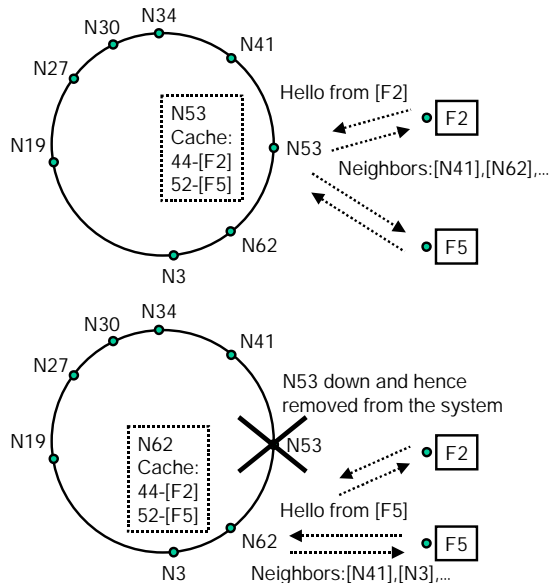 N34
N30
N41
N27
Hello from [F2]
F2
N53
Cache:
44-[F2]
52-[F5]
N19
N53
Neighbors:[N41],[N62],...
N62
F5
N3
N34
N30
N41
N27
N53 down and hence
removed from the system
N19
N62
Cache:
44-[F2]
52-[F5]
N53
F2
Hello from [F5]
N62
F5
N3
Neighbors:[N41],[N3],...